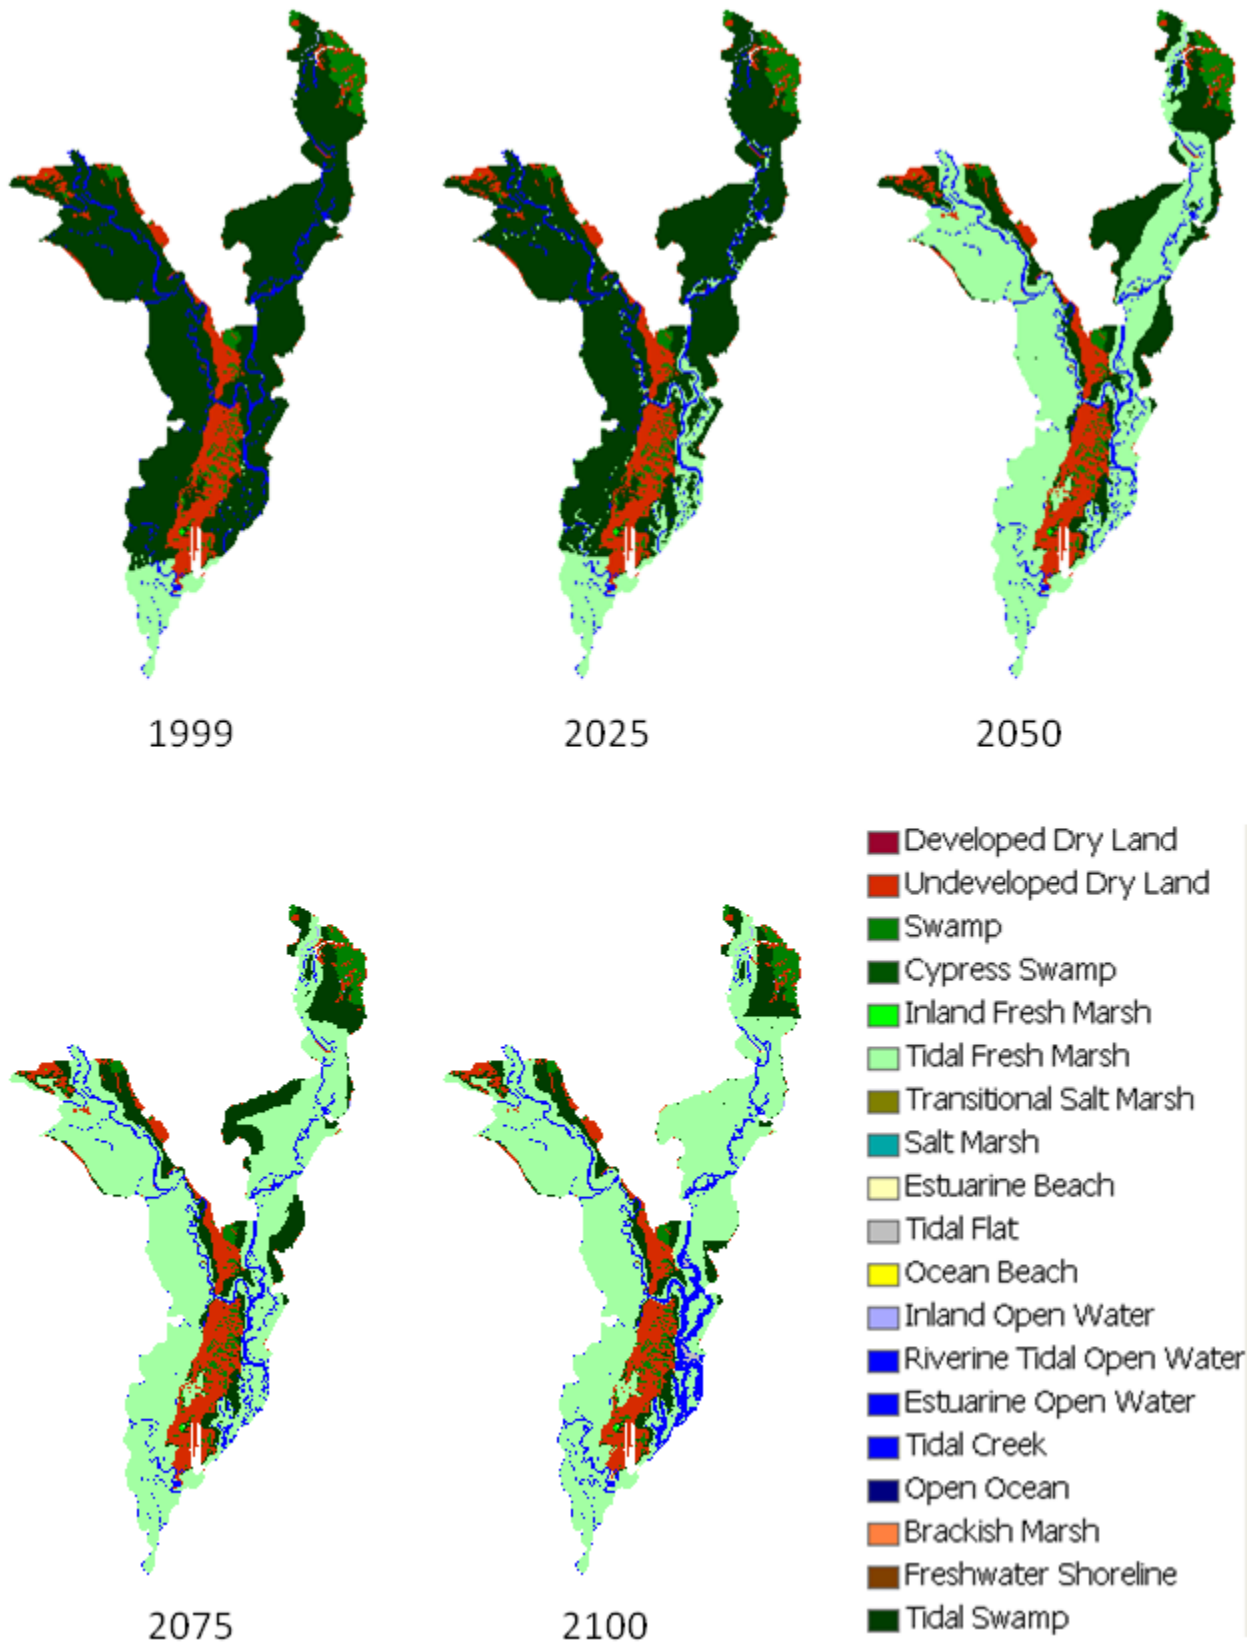 1999
2025
2050
Developed Dry Land
Undeveloped Dry Land
Swamp
Cypress Swamp
Inland Fresh Marsh
Tidal Fresh Marsh
Transitional Salt Marsh
Salt Marsh
Estuarine Beach
Tidal Flat
Ocean Beach
Inland Open Water
Riverine Tidal Open Water
Estuarine Open Water
Tidal Creek
Open Ocean
Brackish Marsh
Freshwater Shoreline
Tidal Swamp
2075
2100